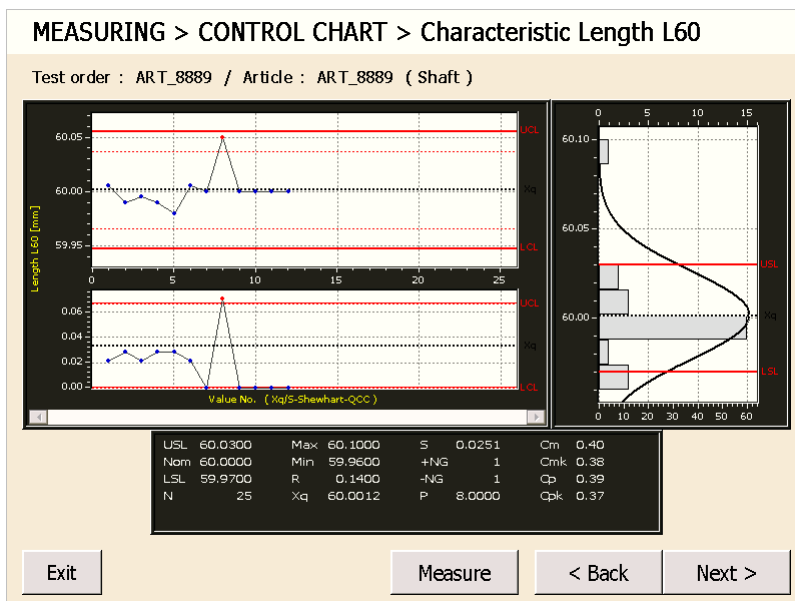 MEASURING > CONTROL CHART > Characteristic Length L60
Test order : ART_8889 / Article : ART_8889 ( Shaft )
Length L60 [mm]
60.05
60.00
59.95
UCL
Xq
LCL
0 5 10 15 20 25
0.06
0.04
0.02
0.00
UCL
Xq
LCL
Value No. ( Xq/S-Shewhart-QCC )
0 5 10 15
60.10
60.05
60.00
USL
Xq
LSL
0 10 20 30 40 50 60
USL 60.0300 Max 60.1000 S 0.0251 Cm 0.40
Nom 60.0000 Min 59.9600 +NG 1 Cmk 0.38
LSL 59.9700 R 0.1400 -NG 1 Cp 0.39
N 25 Xq 60.0012 P 8.0000 Cpk 0.37
Exit Measure < Back Next >